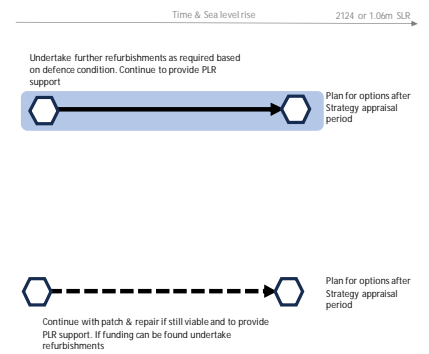 Time & Sea level rise
2124 or 1.06m SLR
Undertake further refurbishments as required based
on defence condition. Continue to provide PLR
support
Plan for options after
Strategy appraisal
period
Plan for options after
Strategy appraisal
period
Continue with patch & repair if still viable and to provide
PLR support. If funding can be found undertake
refurbishments